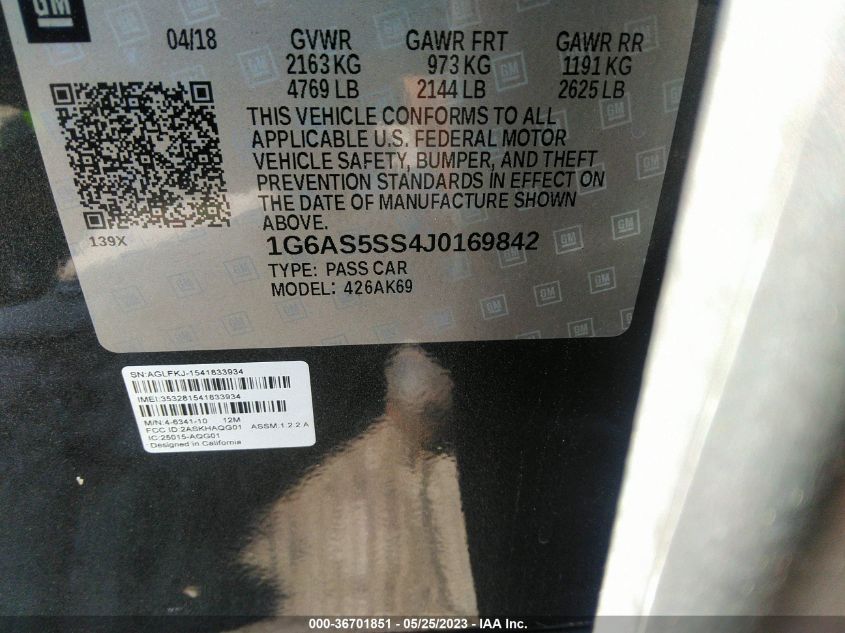 GM
04/18 GVWR GAWR FRT GAWR RR
2163 KG 973 KG 1191 KG
4769 LB 2144 LB 2625 LB
THIS VEHICLE CONFORMS TO ALL
APPLICABLE U.S. FEDERAL MOTOR
VEHICLE SAFETY, BUMPER, AND THEFT
PREVENTION STANDARDS IN EFFECT ON
THE DATE OF MANUFACTURE SHOWN
ABOVE.
139X
1G6AS5SS4J0169842
TYPE: PASS CAR
MODEL: 426AK69
SN:AGLFKJ-1541833934
IMEI:353281541833934
M/N:4-6341-10 12M
FCC ID:2ASKHAQG01 ASSM:1.2.2.A
IC:25015-AQG01
Designed in California
000-36701851 — 05/25/2023 — IAA Inc.